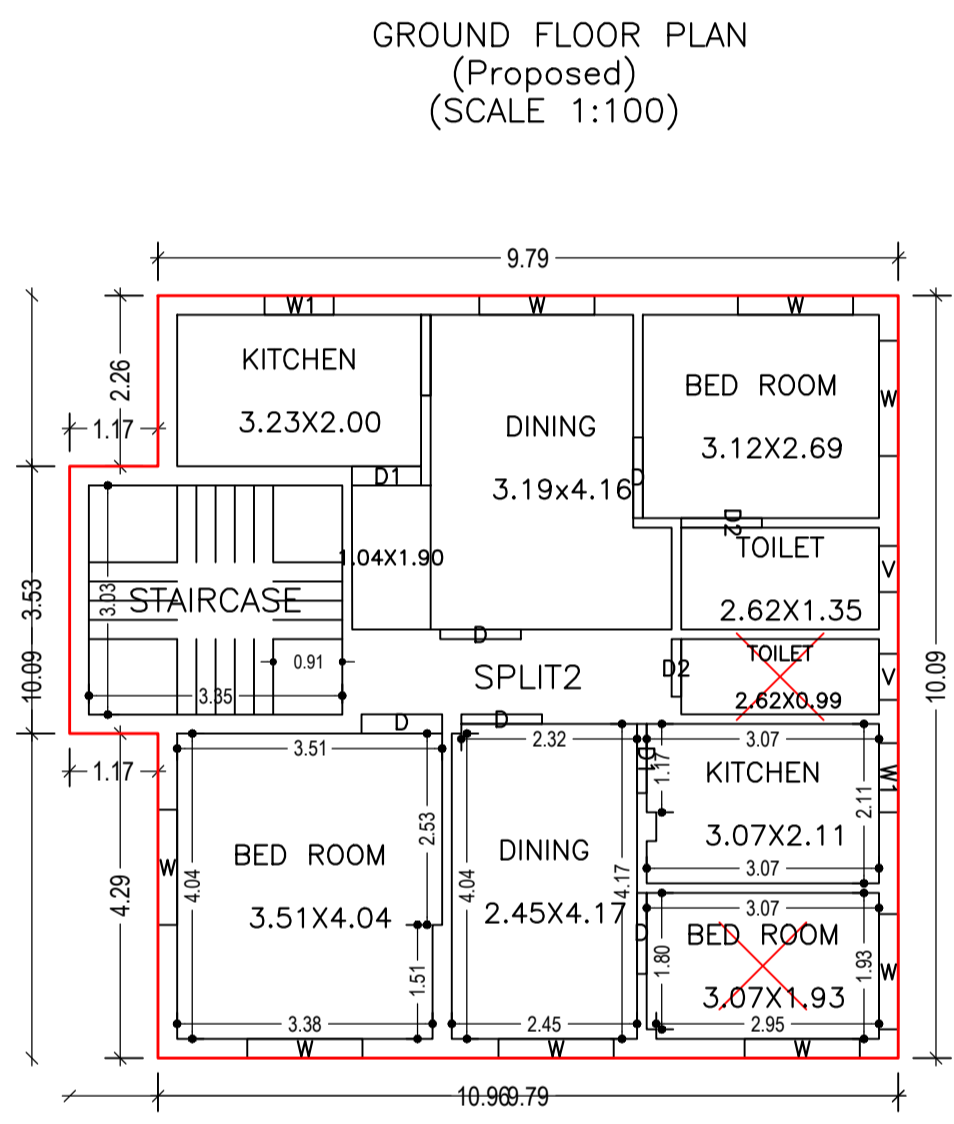 GROUND FLOOR PLAN
(Proposed)
(SCALE 1:100)
9.79
W1
W
W
2.26
KITCHEN
3.23X2.00
DINING
3.19x4.16
BED ROOM
3.12X2.69
W
D
1.17
D1
D2
1.04X1.90
TOILET
2.62X1.35
V
3.53
3.03
STAIRCASE
0.91
3.35
D
SPLIT2
D2
TOILET
2.62X0.99
V
10.09
10.09
D
D
1.17
3.51
2.32
3.07
D1
1.17
KITCHEN
3.07X2.11
2.11
W1
3.07
W
4.29
4.04
BED ROOM
3.51X4.04
2.53
1.51
3.38
4.04
DINING
2.45X4.17
4.17
2.45
D
3.07
BED ROOM
3.07X1.93
1.80
1.93
2.95
W
W
W
W
10.96
9.79